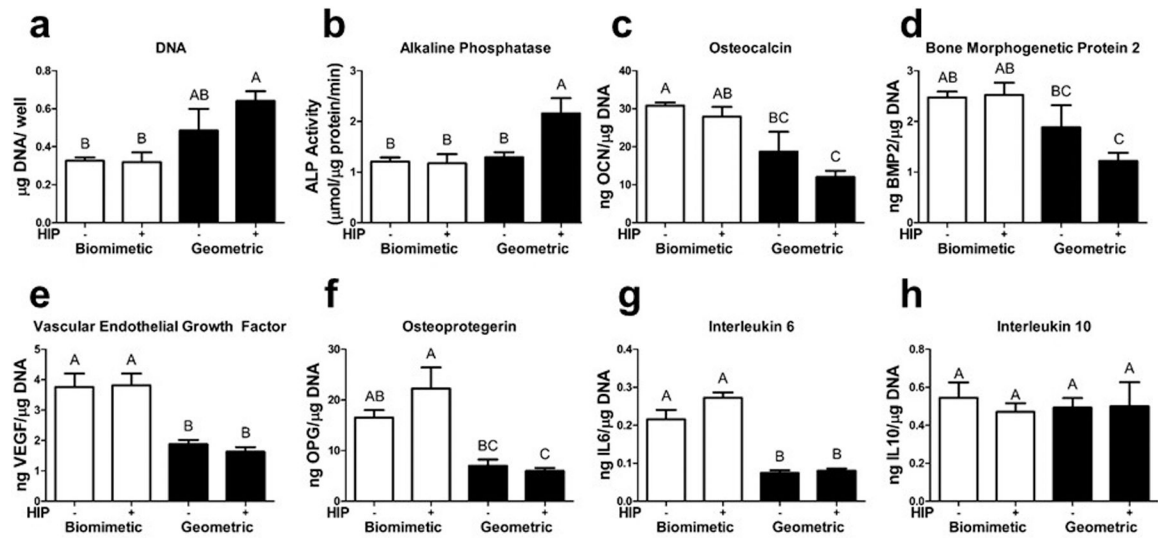 a
DNA
µg DNA/ well
0.8
0.6
0.4
0.2
0.0
B
B
AB
A
HIP
- + - +
Biomimetic Geometric
b
Alkaline Phosphatase
ALP Activity
(µmol/µg protein/min)
3
2
1
0
B
B
B
A
HIP
- + - +
Biomimetic Geometric
c
Osteocalcin
ng OCN/µg DNA
40
30
20
10
0
A
AB
BC
C
HIP
- + - +
Biomimetic Geometric
d
Bone Morphogenetic Protein 2
ng BMP2/µg DNA
3
2
1
0
AB
AB
BC
C
HIP
- + - +
Biomimetic Geometric
e
Vascular Endothelial Growth Factor
ng VEGF/µg DNA
5
4
3
2
1
0
A
A
B
B
HIP
- + - +
Biomimetic Geometric
f
Osteoprotegerin
ng OPG/µg DNA
30
20
10
0
AB
A
BC
C
HIP
- + - +
Biomimetic Geometric
g
Interleukin 6
ng IL6/µg DNA
0.4
0.3
0.2
0.1
0.0
A
A
B
B
HIP
- + - +
Biomimetic Geometric
h
Interleukin 10
ng IL10/µg DNA
0.8
0.6
0.4
0.2
0.0
A
A
A
A
HIP
- + - +
Biomimetic Geometric